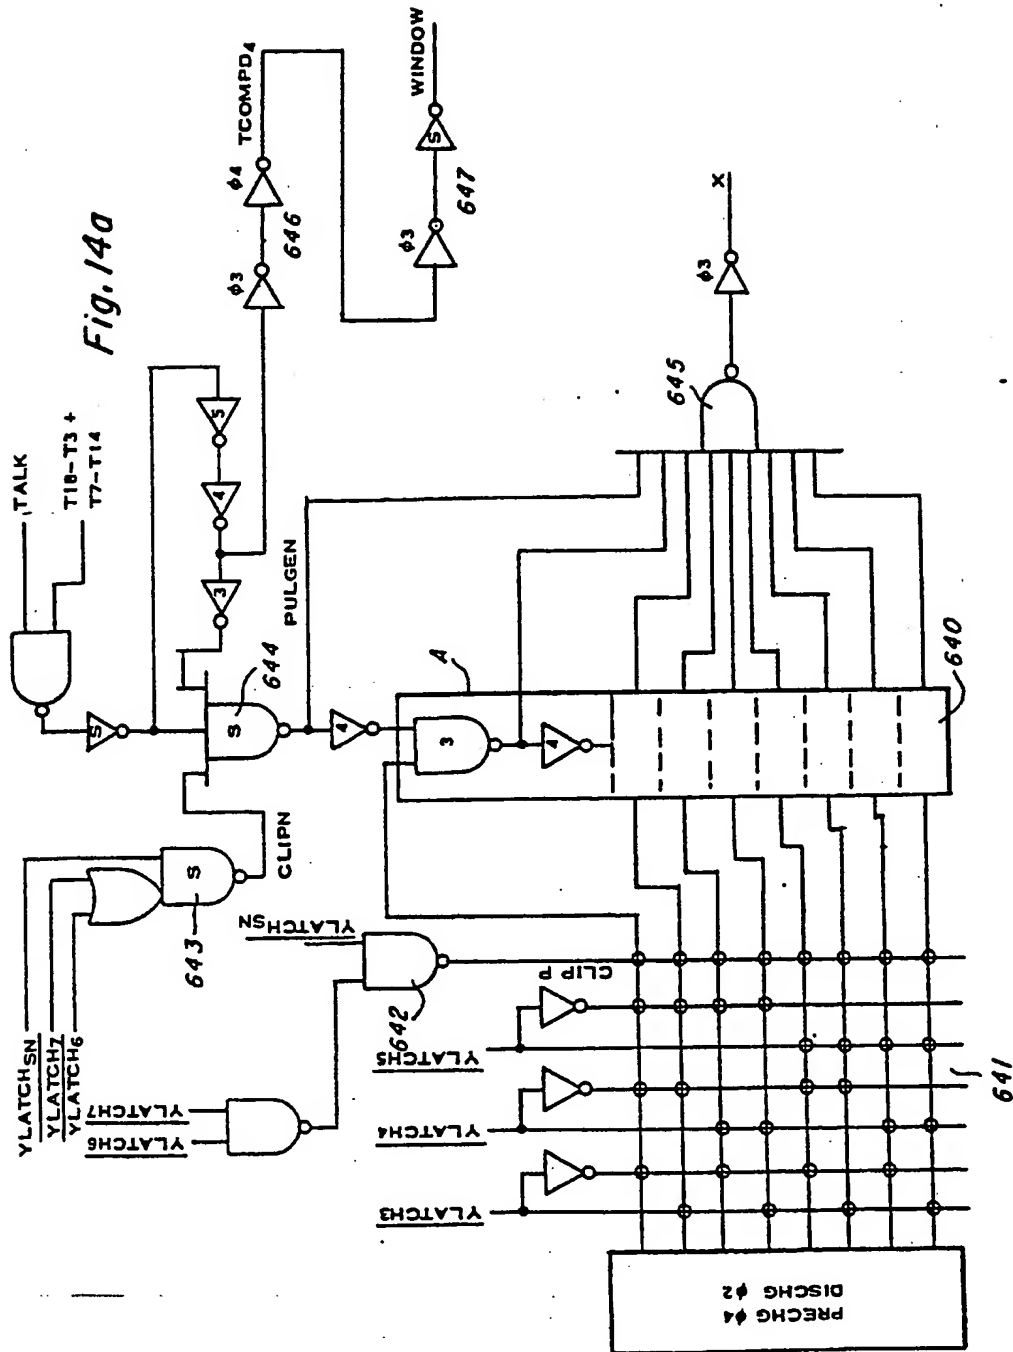 Fig. 14a
TALK
T18-T3 +
T7-T14
S
5
4
3
φ3
φ4
646
TCOMPD4
φ3
S
647
WINDOW
YLATCHSN
YLATCH7
YLATCH6
S
643
CLIPN
S
644
PULGEN
4
A
3
4
640
645
φ3
X
YLATCH6
YLATCH7
YLATCHSN
642
CLIP P
YLATCH5
YLATCH4
YLATCH3
641
PRECHG φ4
DISCHG φ2